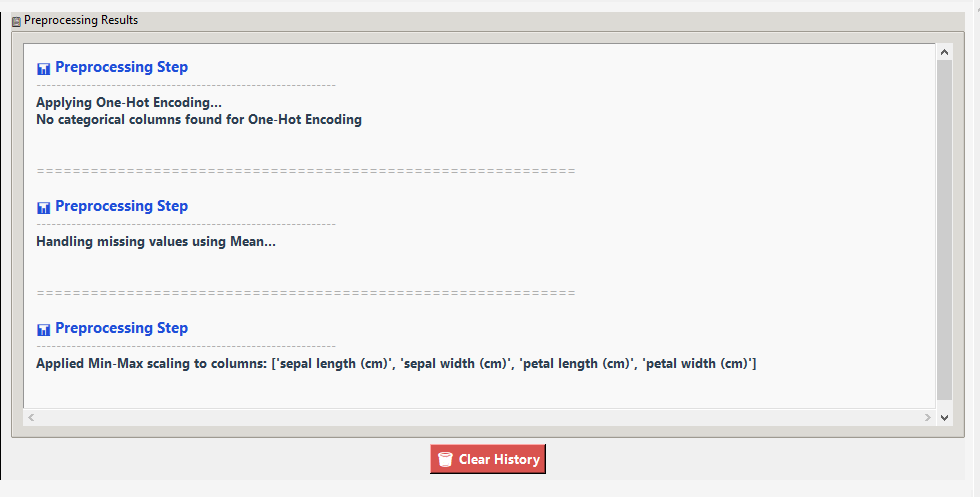 Preprocessing Results
Preprocessing Step
------------------------------------------------------------
Applying One-Hot Encoding...
No categorical columns found for One-Hot Encoding
============================================================
Preprocessing Step
------------------------------------------------------------
Handling missing values using Mean...
============================================================
Preprocessing Step
------------------------------------------------------------
Applied Min-Max scaling to columns: ['sepal length (cm)', 'sepal width (cm)', 'petal length (cm)', 'petal width (cm)']
Clear History